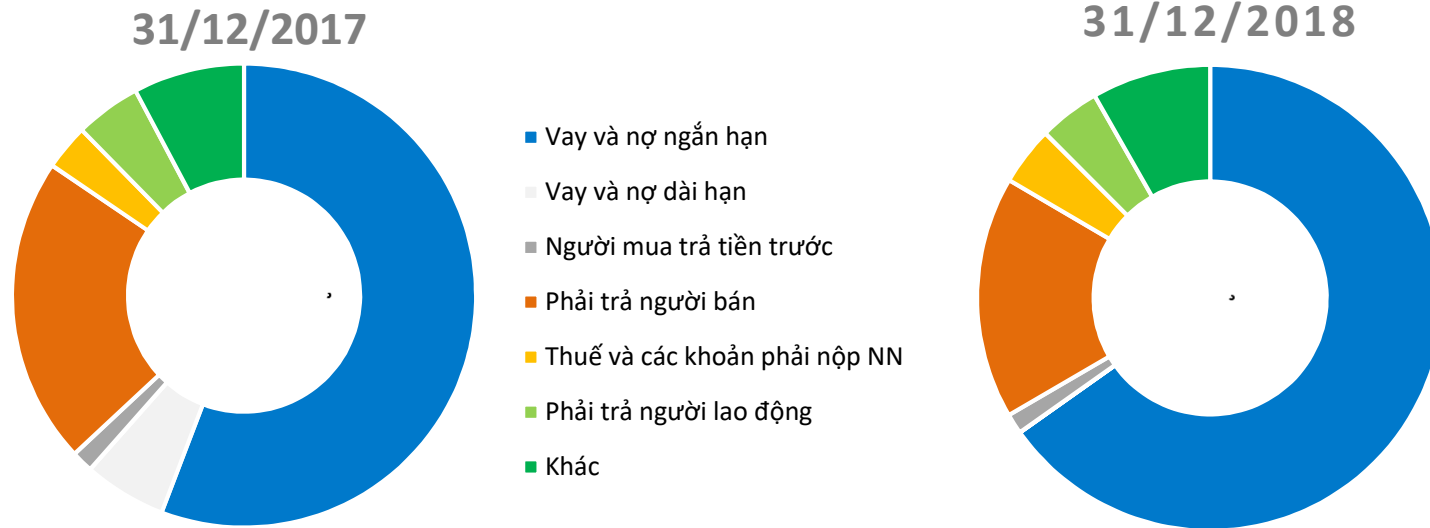 31/12/2017
31/12/2018
Vay và nợ ngắn hạn
Vay và nợ dài hạn
Người mua trả tiền trước
Phải trả người bán
Thuế và các khoản phải nộp NN
Phải trả người lao động
Khác